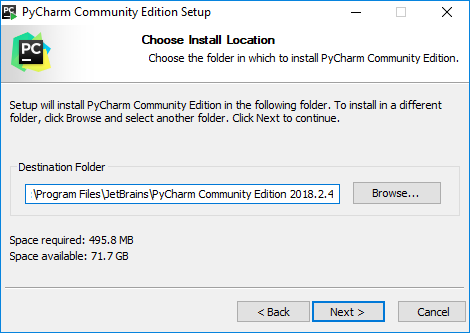 PyCharm Community Edition Setup
PC
Choose Install Location
Choose the folder in which to install PyCharm Community Edition.
Setup will install PyCharm Community Edition in the following folder. To install in a different
folder, click Browse and select another folder. Click Next to continue.
Destination Folder
:\Program Files\JetBrains\PyCharm Community Edition 2018.2.4
Browse...
Space required: 495.8 MB
Space available: 71.7 GB
< Back
Next >
Cancel